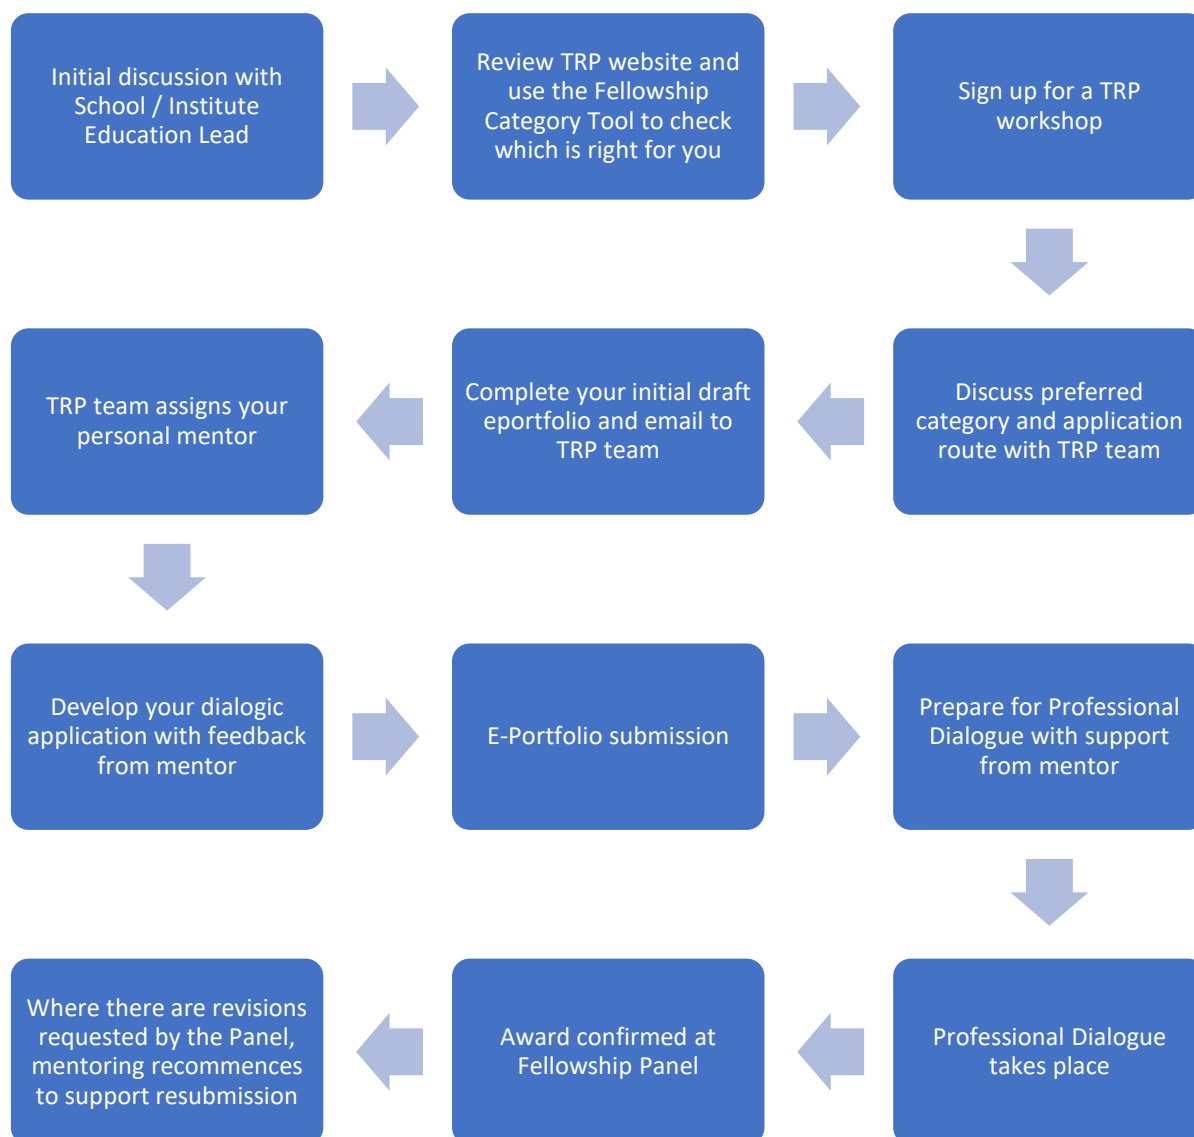 Initial discussion with
School / Institute
Education Lead
Review TRP website and
use the Fellowship
Category Tool to check
which is right for you
Sign up for a TRP
workshop
Discuss preferred
category and application
route with TRP team
Complete your initial draft
eportfolio and email to
TRP team
TRP team assigns your
personal mentor
Develop your dialogic
application with feedback
from mentor
E-Portfolio submission
Prepare for Professional
Dialogue with support
from mentor
Professional Dialogue
takes place
Award confirmed at
Fellowship Panel
Where there are revisions
requested by the Panel,
mentoring recommences
to support resubmission